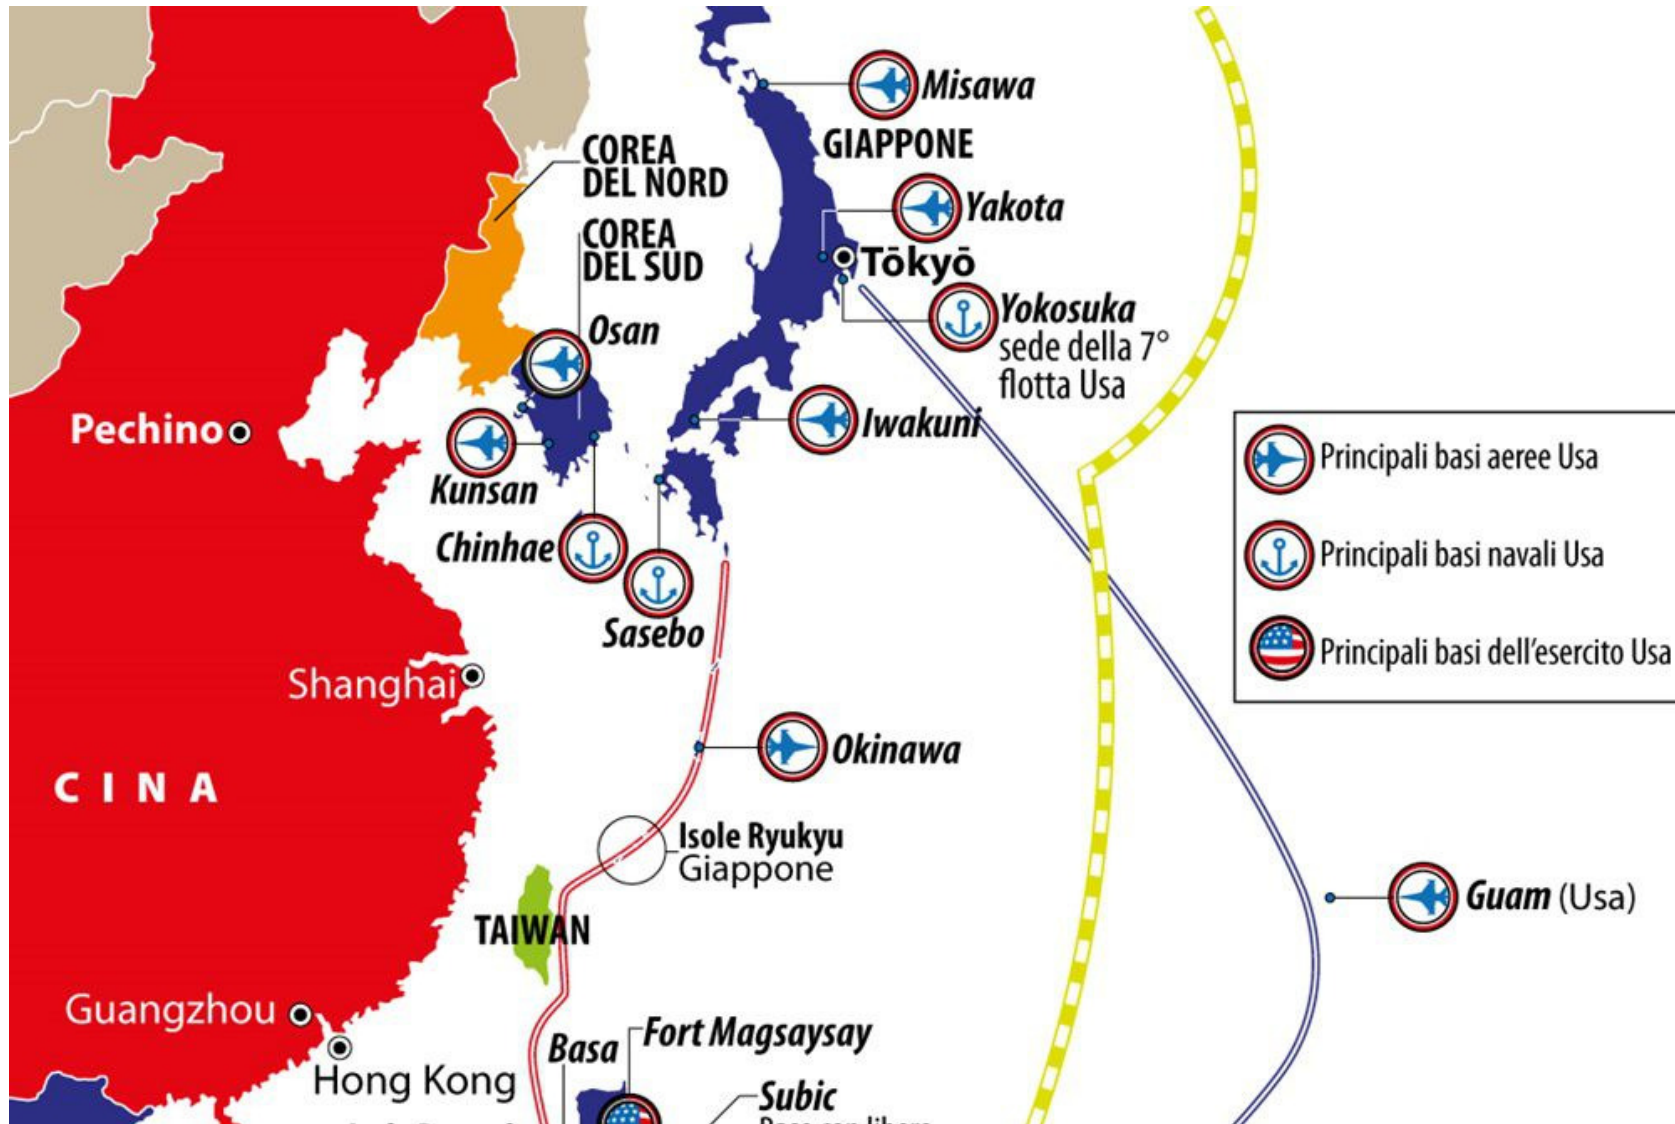 Misawa
GIAPPONE
COREA
DEL NORD
Yakota
COREA
DEL SUD
Tōkyō
Osan
Yokosuka
sede della 7°
flotta Usa
Pechino
Iwakuni
Kunsan
Chinhae
Sasebo
Principali basi aeree Usa
Principali basi navali Usa
Principali basi dell'esercito Usa
Shanghai
Okinawa
CINA
Isole Ryukyu
Giappone
Guam (Usa)
TAIWAN
Guangzhou
Hong Kong
Basa
Fort Magsaysay
Subic